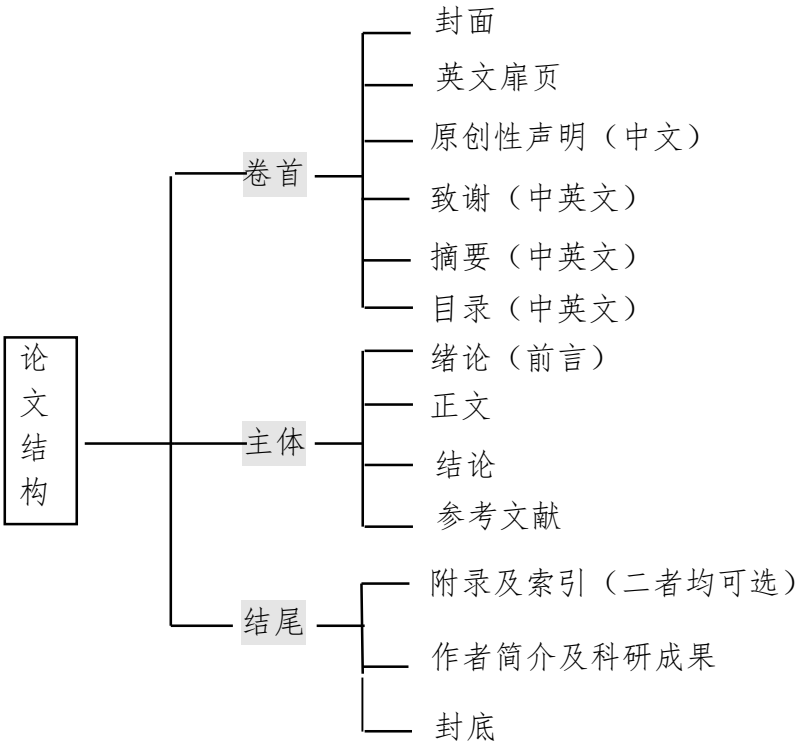 论文结构
卷首
封面
英文扉页
原创性声明（中文）
致谢（中英文）
摘要（中英文）
目录（中英文）
主体
绪论（前言）
正文
结论
参考文献
结尾
附录及索引（二者均可选）
作者简介及科研成果
封底